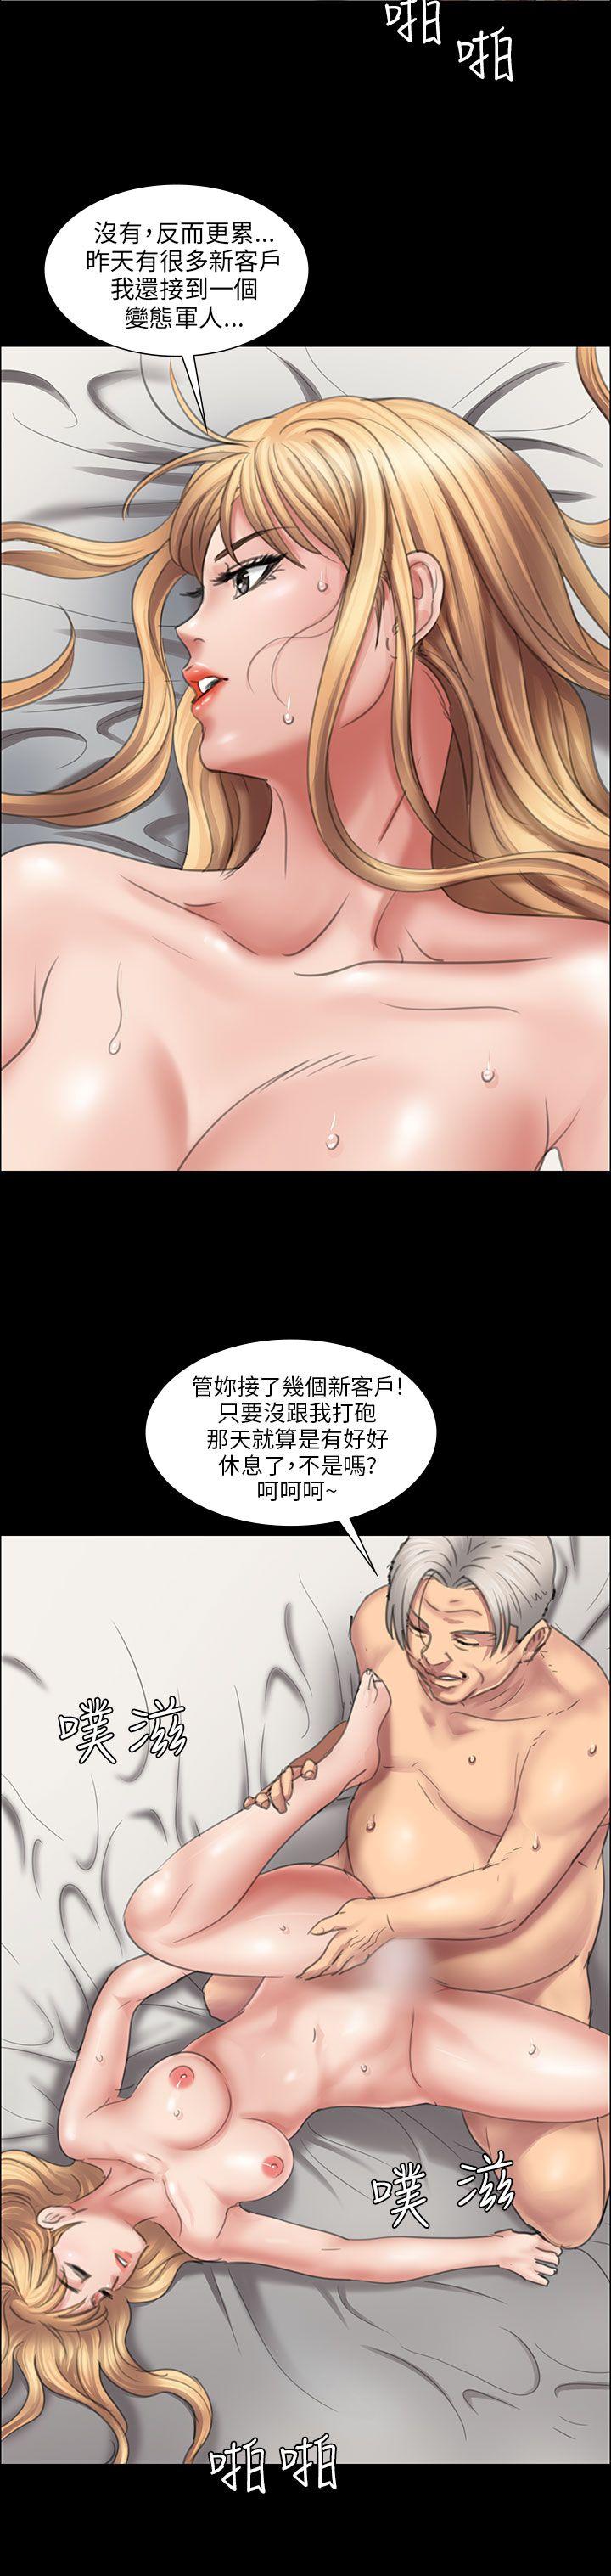 啪
啪
沒有，反而更累...
昨天有很多新客戶
我還接到一個
變態軍人...
管妳接了幾個新客戶!
只要沒跟我打砲
那天就算是有好好
休息了，不是嗎?
呵呵呵~
噗滋
噗滋
啪啪